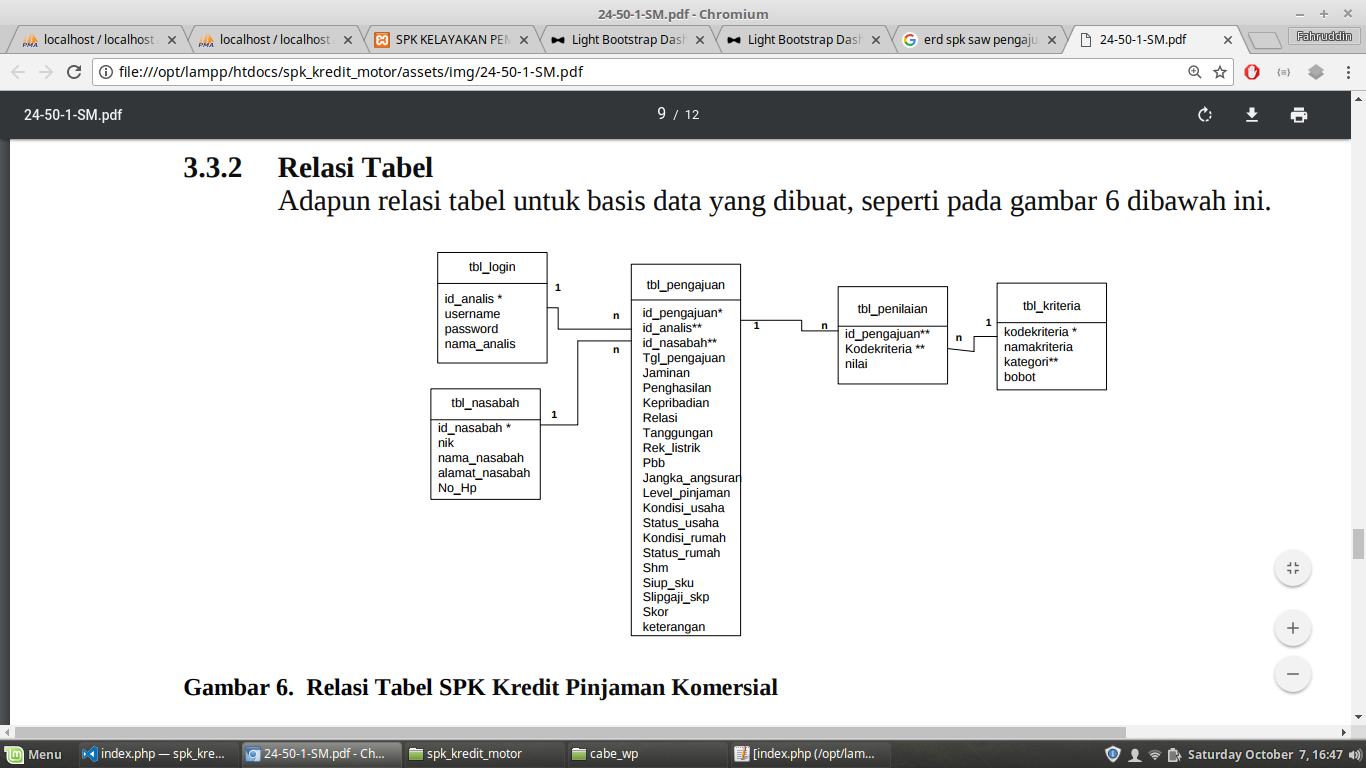 24-50-1-SM.pdf - Chromium
localhost / localhost
localhost / localhost
SPK KELAYAKAN PEM
Light Bootstrap Das
Light Bootstrap Das
erd spk saw pengaju
24-50-1-SM.pdf
Fahruddin
file:///opt/lampp/htdocs/spk_kredit_motor/assets/img/24-50-1-SM.pdf
24-50-1-SM.pdf
9 / 12
3.3.2 Relasi Tabel
Adapun relasi tabel untuk basis data yang dibuat, seperti pada gambar 6 dibawah ini.
tbl_login
id_analis *
username
password
nama_analis
1
n
tbl_nasabah
id_nasabah *
nik
nama_nasabah
alamat_nasabah
No_Hp
1
n
tbl_pengajuan
id_pengajuan*
id_analis**
id_nasabah**
Tgl_pengajuan
Jaminan
Penghasilan
Kepribadian
Relasi
Tanggungan
Rek_listrik
Pbb
Jangka_angsuran
Level_pinjaman
Kondisi_usaha
Status_usaha
Kondisi_rumah
Status_rumah
Shm
Siup_sku
Slipgaji_skp
Skor
keterangan
1
n
tbl_penilaian
id_pengajuan**
Kodekriteria **
nilai
n
1
tbl_kriteria
kodekriteria *
namakriteria
kategori**
bobot
Gambar 6. Relasi Tabel SPK Kredit Pinjaman Komersial
Menu
index.php — spk_kre...
24-50-1-SM.pdf - Ch...
spk_kredit_motor
cabe_wp
[index.php (/opt/lam...
Saturday October 7, 16:47